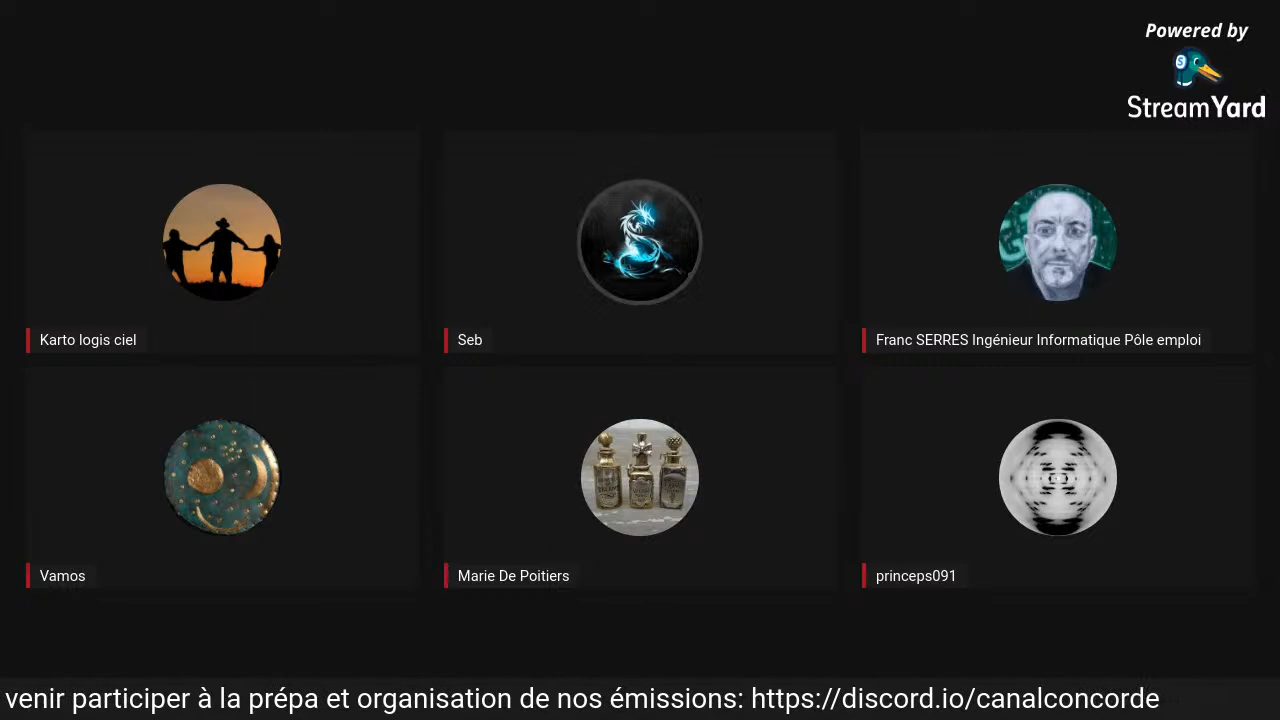 Powered by
StreamYard
Karto logis ciel
Seb
Franc SERRES Ingénieur Informatique Pôle emploi
Vamos
Marie De Poitiers
princeps091
venir participer à la prépa et organisation de nos émissions: https://discord.io/canalconcorde